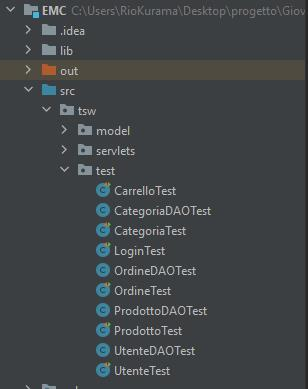 EMC C:\Users\RioKurama\Desktop\progetto\Giov
.idea
lib
out
src
tsw
model
servlets
test
CarrelloTest
CategoriaDAOTest
CategoriaTest
LoginTest
OrdineDAOTest
OrdineTest
ProdottoDAOTest
ProdottoTest
UtenteDAOTest
UtenteTest